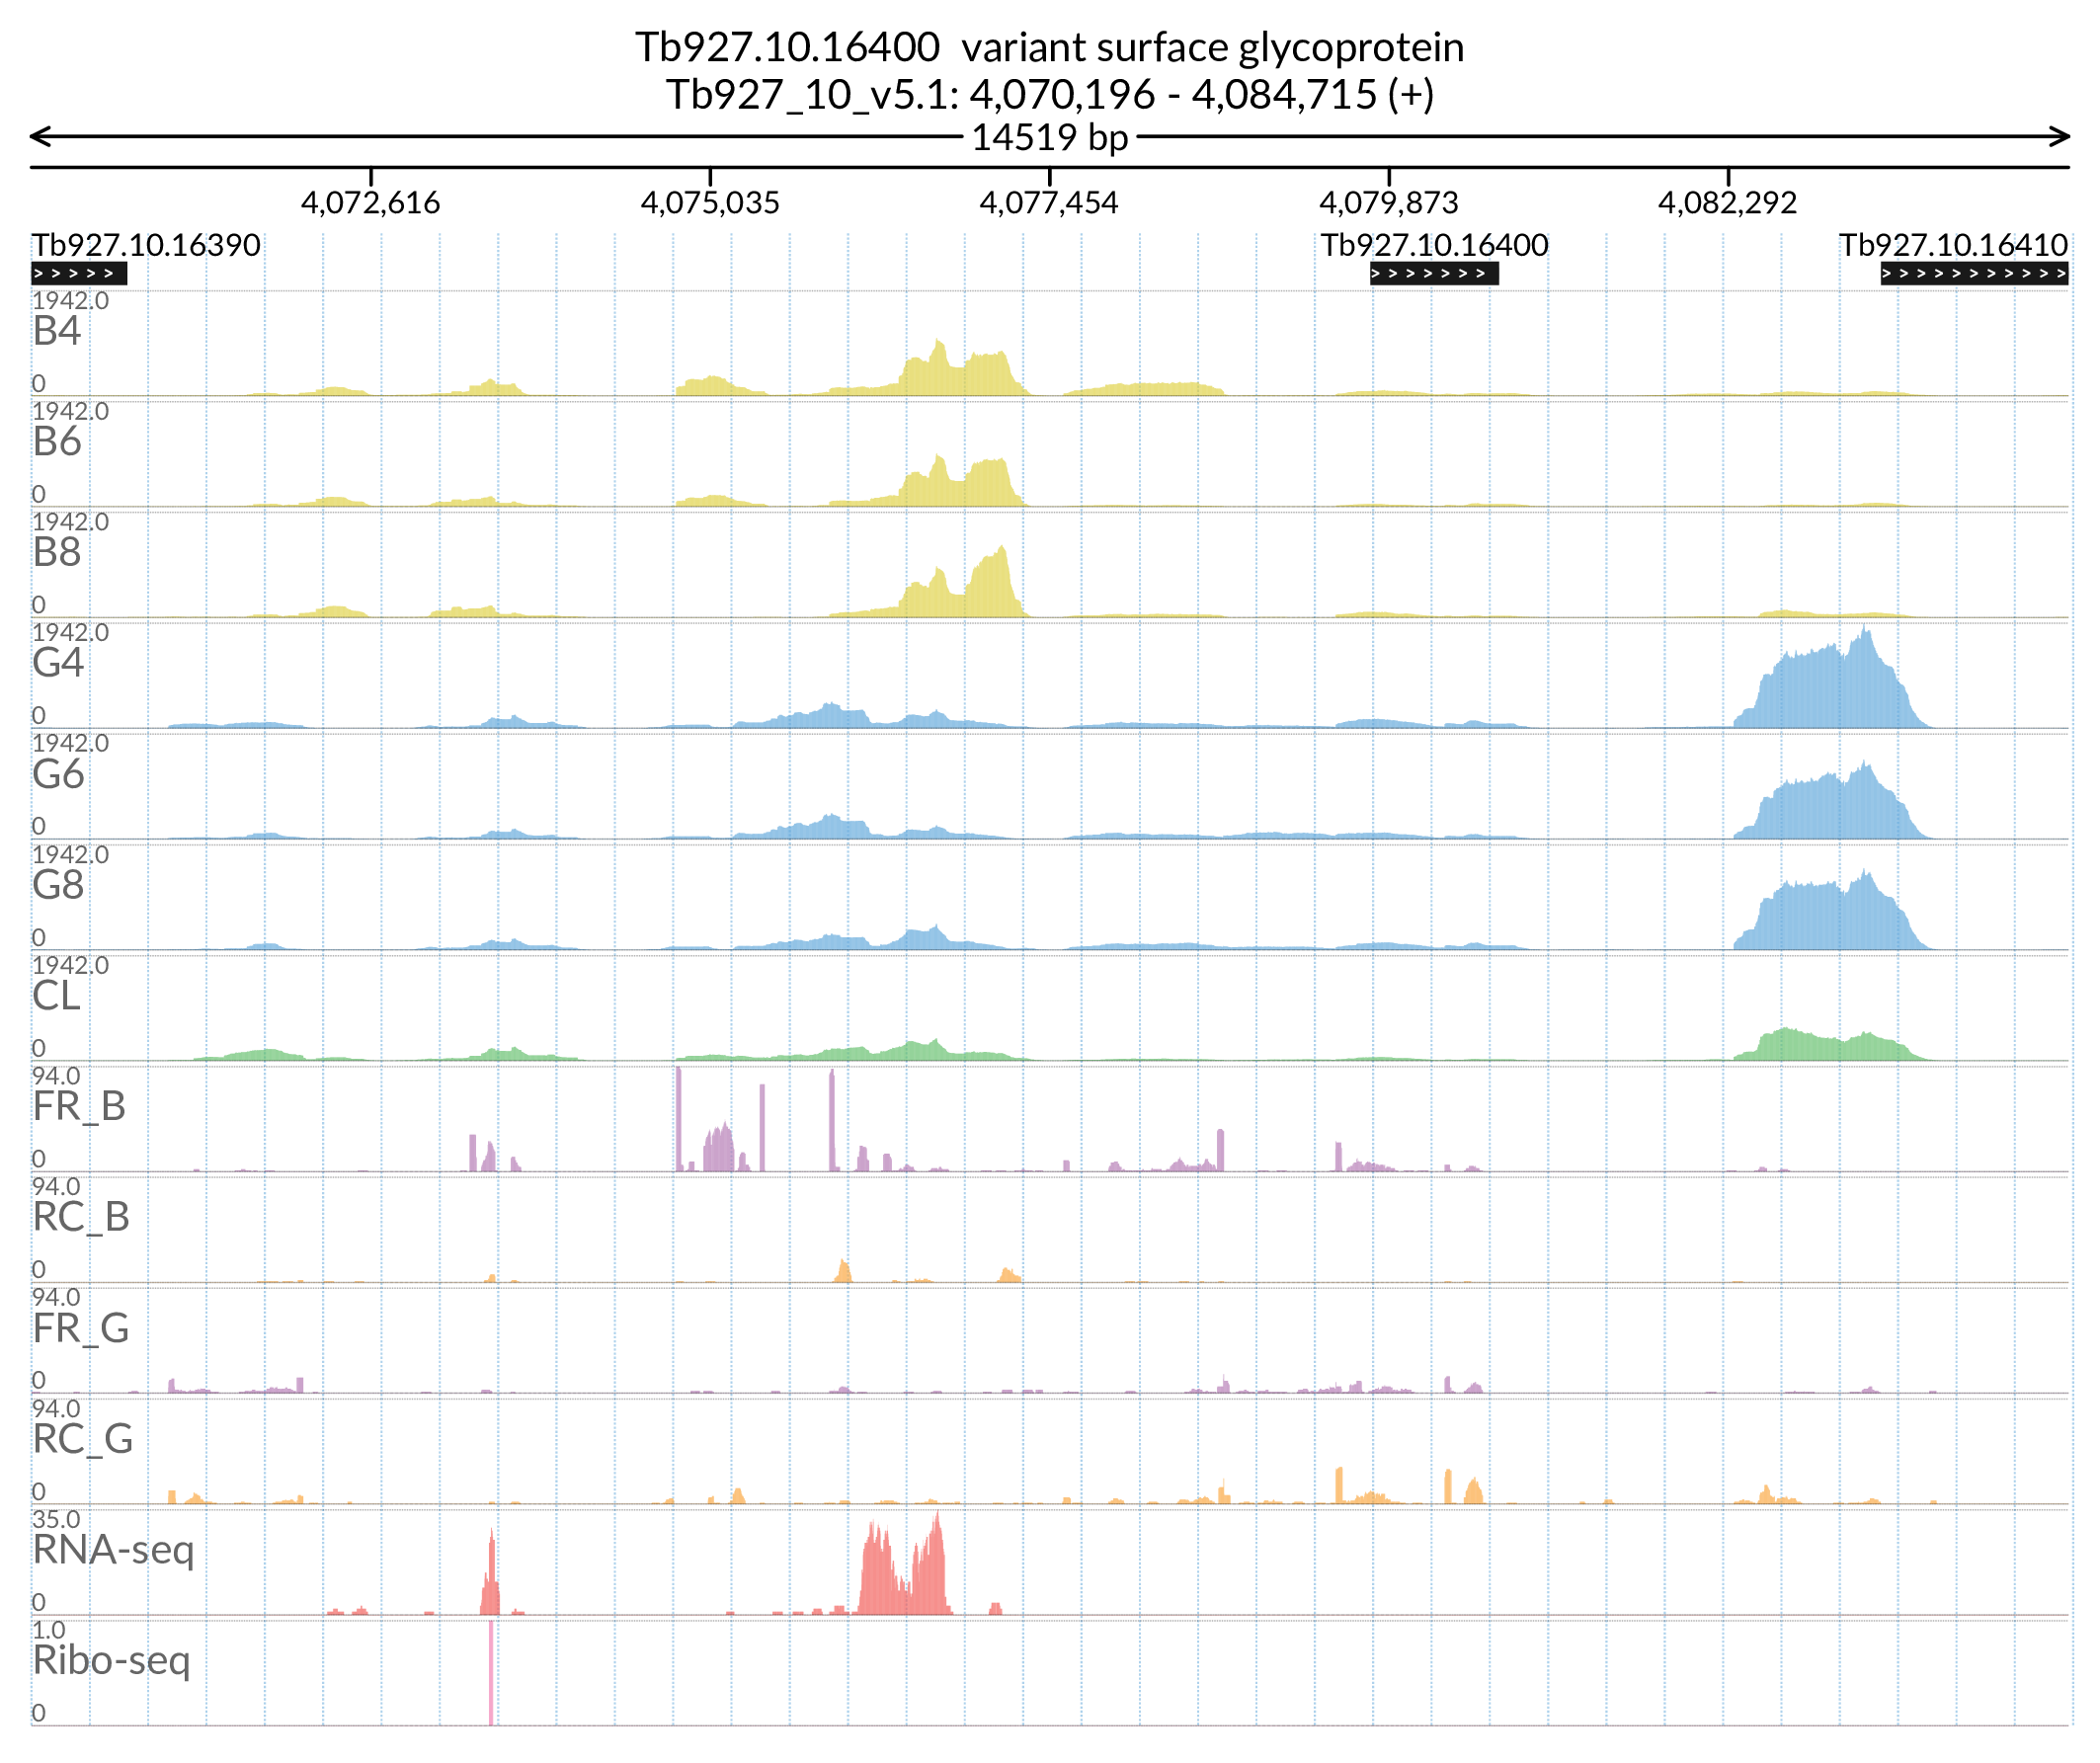 Tb927.10.16400 variant surface glycoprotein
Tb927_10_v5.1: 4,070,196 - 4,084,715 (+)
14519 bp
4,072,616 4,075,035 4,077,454 4,079,873 4,082,292
Tb927.10.16390 Tb927.10.16400 Tb927.10.16410
1942.0
B4
0
1942.0
B6
0
1942.0
B8
0
1942.0
G4
0
1942.0
G6
0
1942.0
G8
0
1942.0
CL
0
94.0
FR_B
0
94.0
RC_B
0
94.0
FR_G
0
94.0
RC_G
0
35.0
RNA-seq
0
1.0
Ribo-seq
0